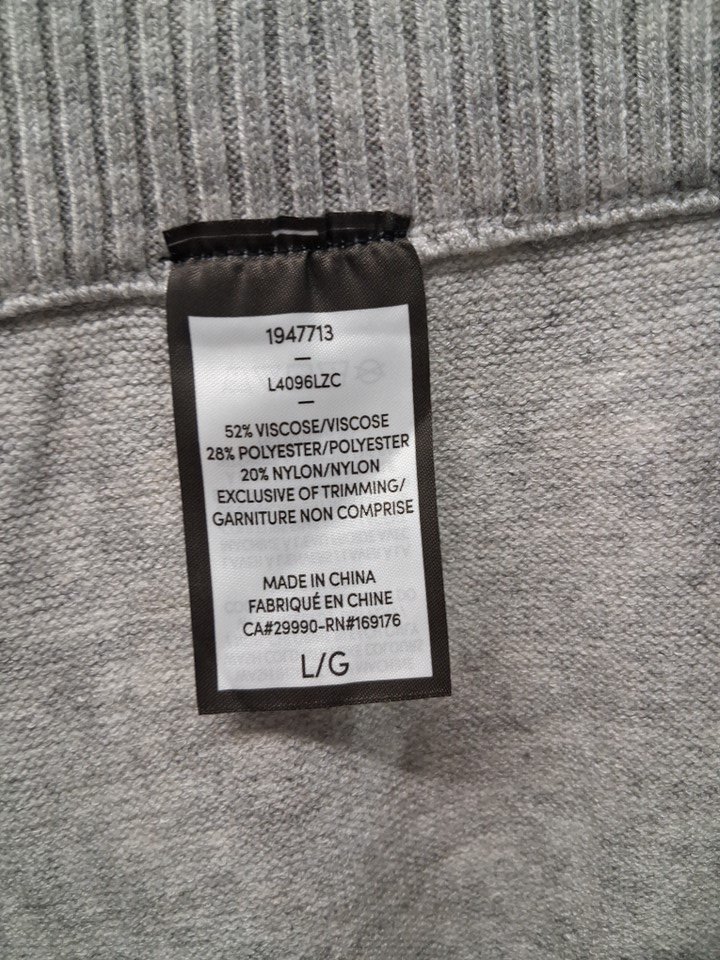 1947713
—
L4096LZC
—
52% VISCOSE/VISCOSE
28% POLYESTER/POLYESTER
20% NYLON/NYLON
EXCLUSIVE OF TRIMMING/
GARNITURE NON COMPRISE
MADE IN CHINA
FABRIQUÉ EN CHINE
CA#29990-RN#169176
L/G